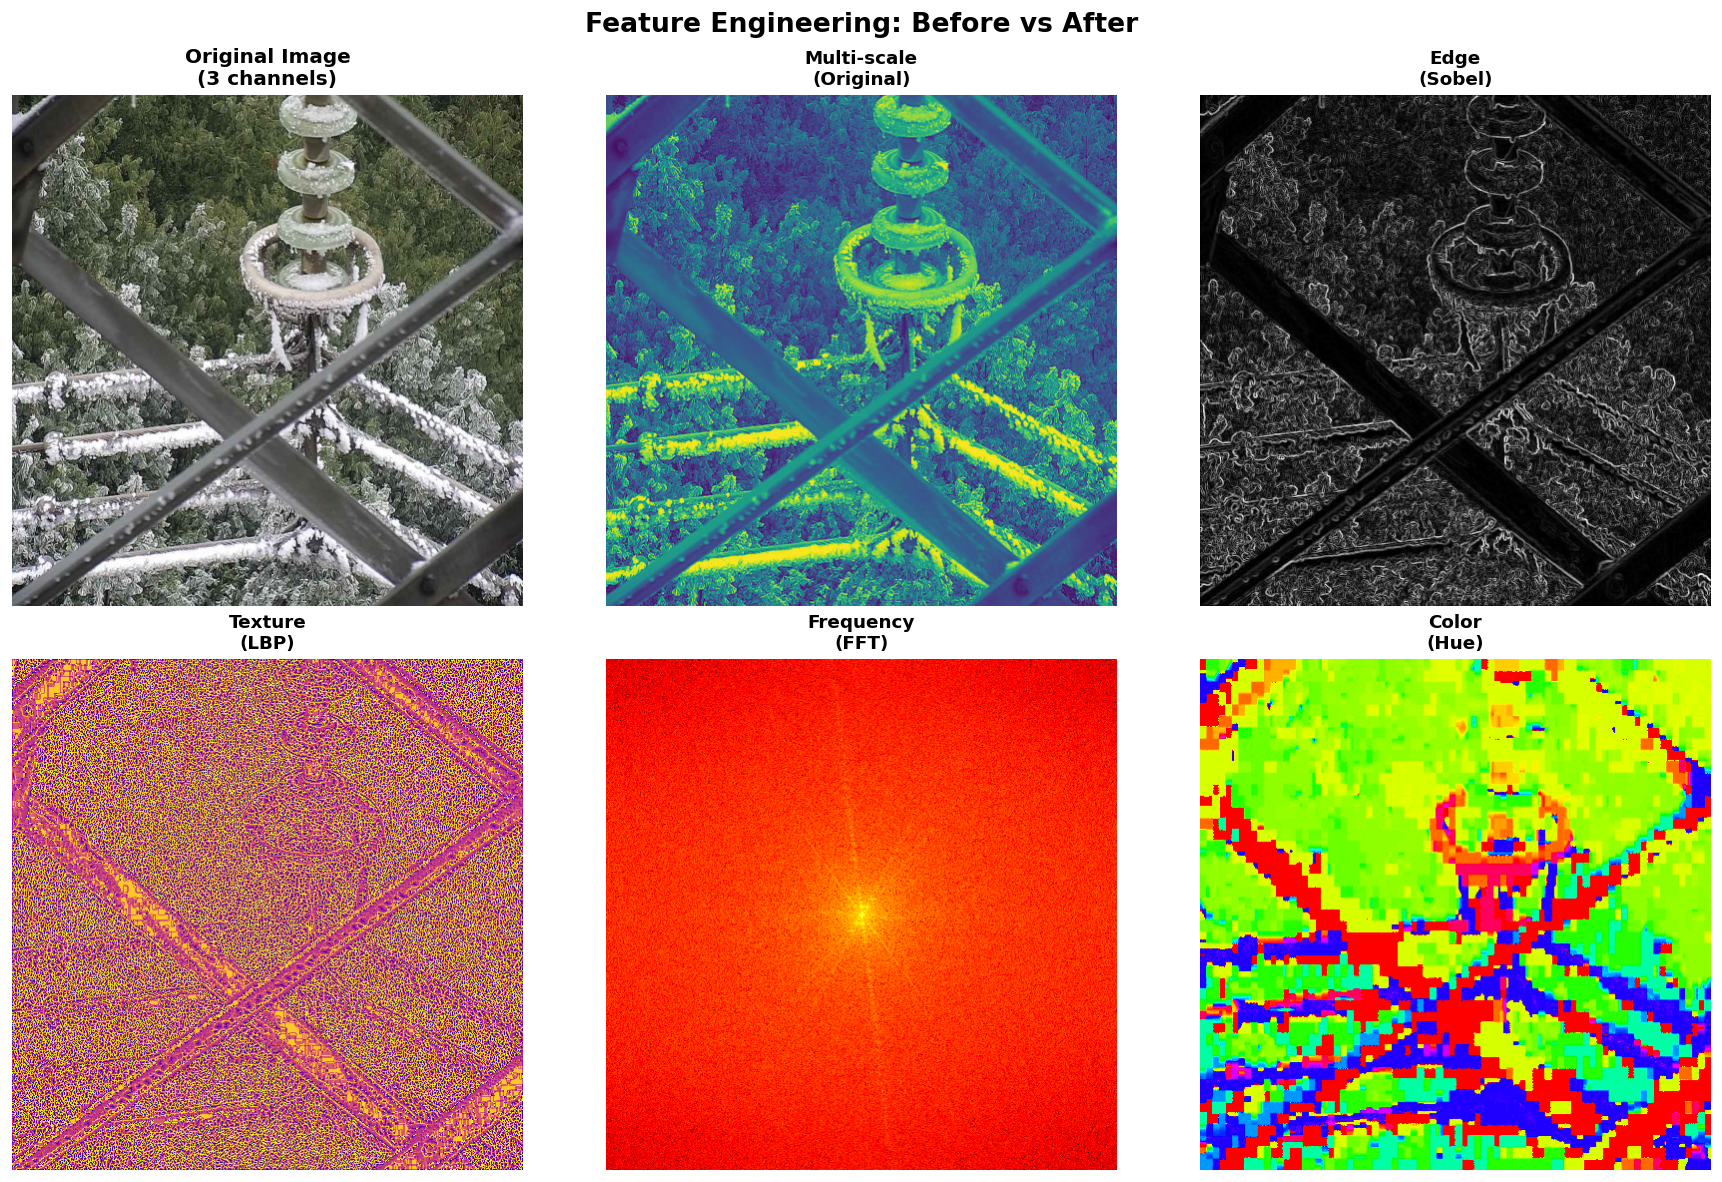 Feature Engineering: Before vs After
Original Image
(3 channels)
Multi-scale
(Original)
Edge
(Sobel)
Texture
(LBP)
Frequency
(FFT)
Color
(Hue)